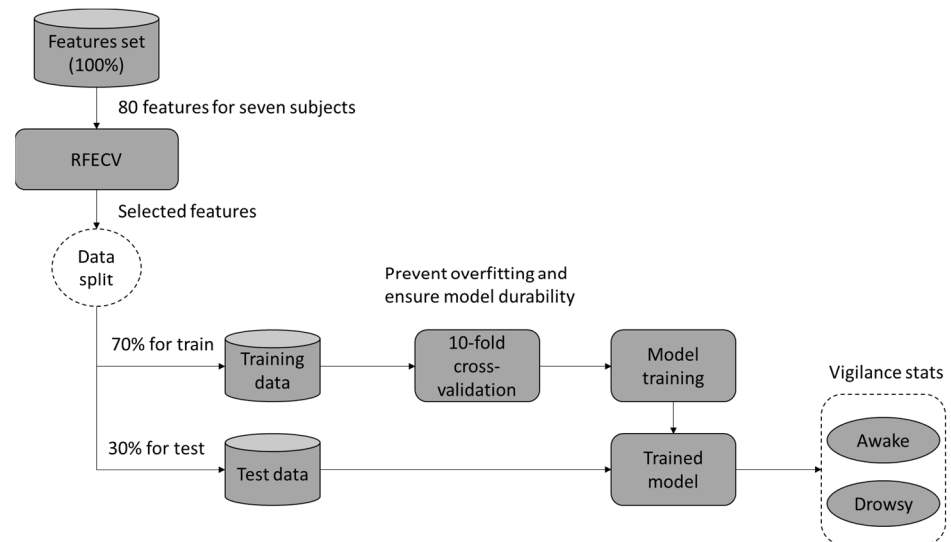 Features set
(100%)
80 features for seven subjects
RFECV
Selected features
Data
split
Prevent overfitting and
ensure model durability
70% for train
Training
data
10-fold
cross-
validation
Model
training
Vigilance stats
30% for test
Test data
Trained
model
Awake
Drowsy